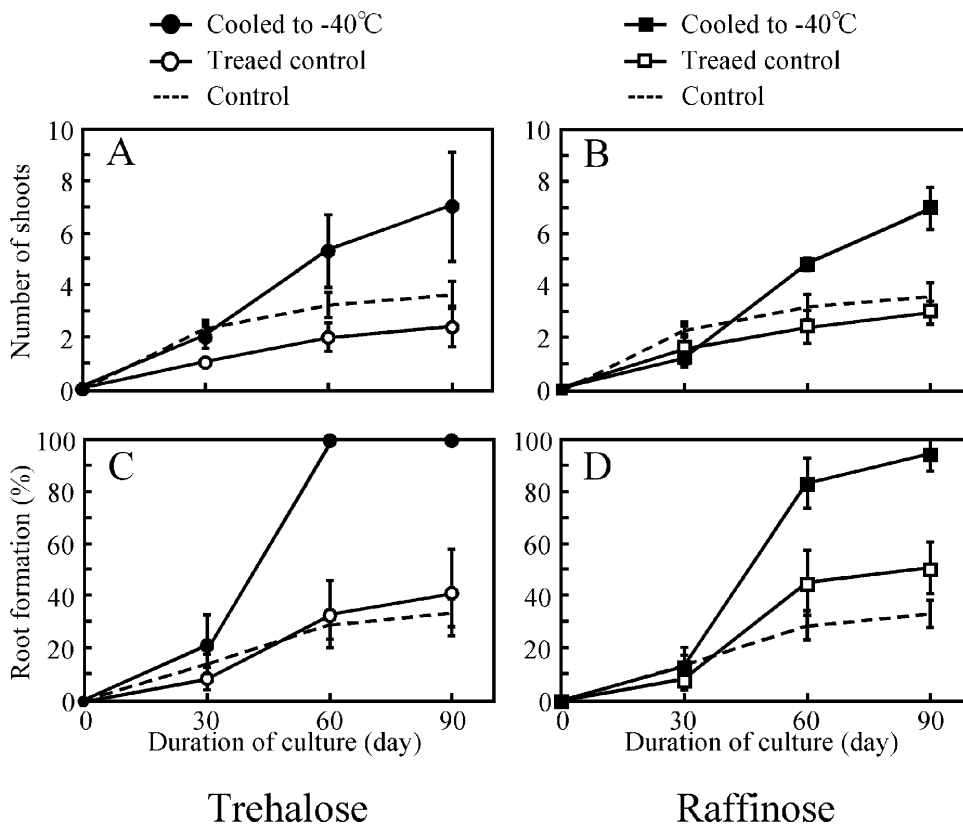 Cooled to -40℃
Treaed control
Control
Cooled to -40℃
Treaed control
Control
A
10
8
6
4
2
0
Number of shoots
B
10
8
6
4
2
0
C
100
80
60
40
20
0
Root formation (%)
0 30 60 90
Duration of culture (day)
D
100
80
60
40
20
0
0 30 60 90
Duration of culture (day)
Trehalose
Raffinose